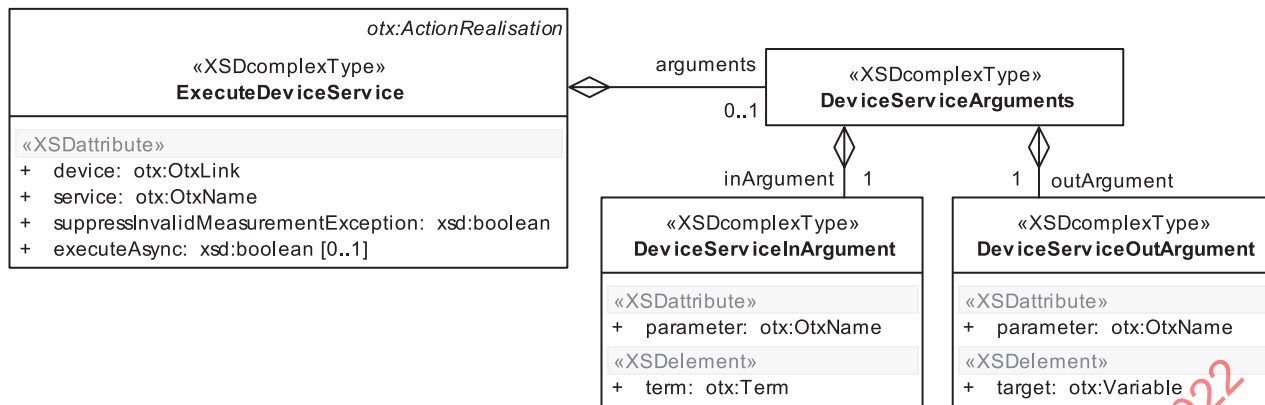 otx:ActionRealisation
«XSDcomplexType»
ExecuteDeviceService
«XSDattribute»
+ device: otx:OtxLink
+ service: otx:OtxName
+ suppressInvalidMeasurementException: xsd:boolean
+ executeAsync: xsd:boolean [0..1]
arguments
0..1
«XSDcomplexType»
DeviceServiceArguments
inArgument 1
1 outArgument
«XSDcomplexType»
DeviceServiceInArgument
«XSDattribute»
+ parameter: otx:OtxName
«XSDelement»
+ term: otx:Term
«XSDcomplexType»
DeviceServiceOutArgument
«XSDattribute»
+ parameter: otx:OtxName
«XSDelement»
+ target: otx:Variable